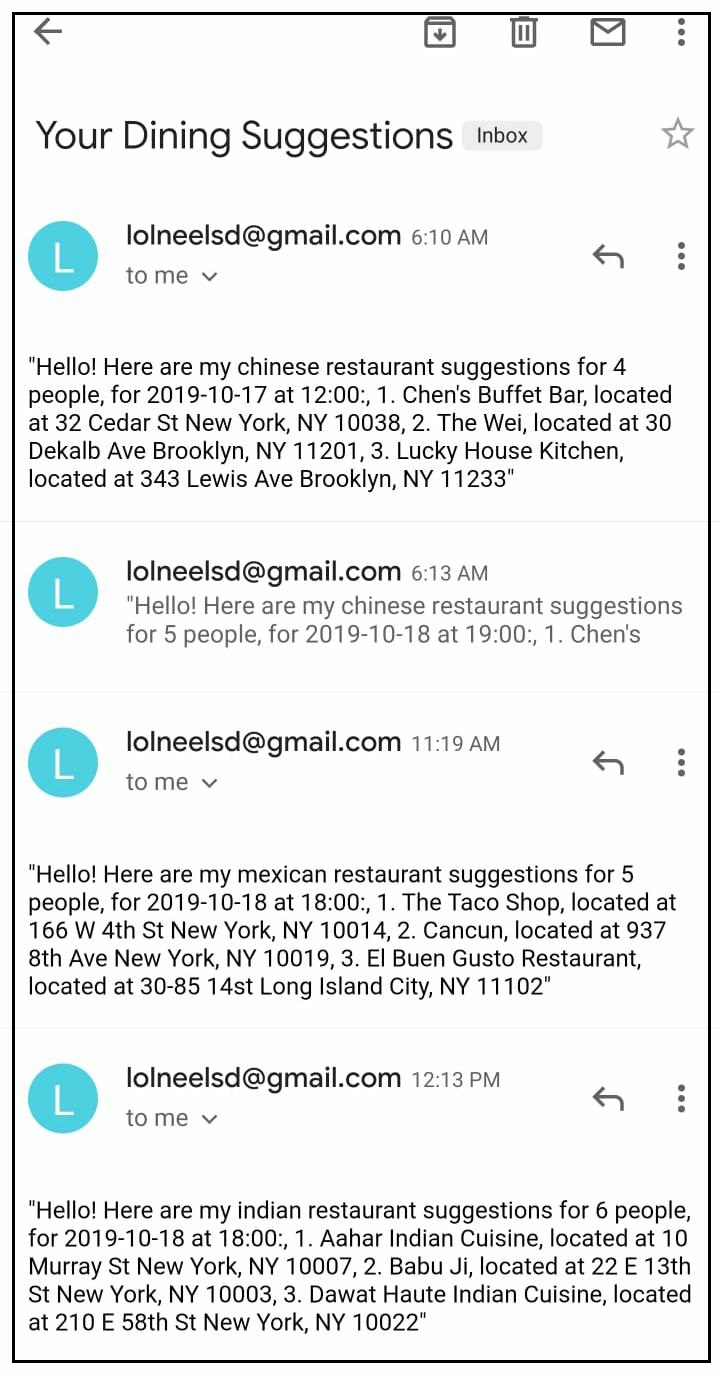 Your Dining Suggestions Inbox
L
lolneelsd@gmail.com 6:10 AM
to me
"Hello! Here are my chinese restaurant suggestions for 4
people, for 2019-10-17 at 12:00:, 1. Chen's Buffet Bar, located
at 32 Cedar St New York, NY 10038, 2. The Wei, located at 30
Dekalb Ave Brooklyn, NY 11201, 3. Lucky House Kitchen,
located at 343 Lewis Ave Brooklyn, NY 11233"
L
lolneelsd@gmail.com 6:13 AM
"Hello! Here are my chinese restaurant suggestions
for 5 people, for 2019-10-18 at 19:00:, 1. Chen's
L
lolneelsd@gmail.com 11:19 AM
to me
"Hello! Here are my mexican restaurant suggestions for 5
people, for 2019-10-18 at 18:00:, 1. The Taco Shop, located at
166 W 4th St New York, NY 10014, 2. Cancun, located at 937
8th Ave New York, NY 10019, 3. El Buen Gusto Restaurant,
located at 30-85 14st Long Island City, NY 11102"
L
lolneelsd@gmail.com 12:13 PM
to me
"Hello! Here are my indian restaurant suggestions for 6 people,
for 2019-10-18 at 18:00:, 1. Aahar Indian Cuisine, located at 10
Murray St New York, NY 10007, 2. Babu Ji, located at 22 E 13th
St New York, NY 10003, 3. Dawat Haute Indian Cuisine, located
at 210 E 58th St New York, NY 10022"